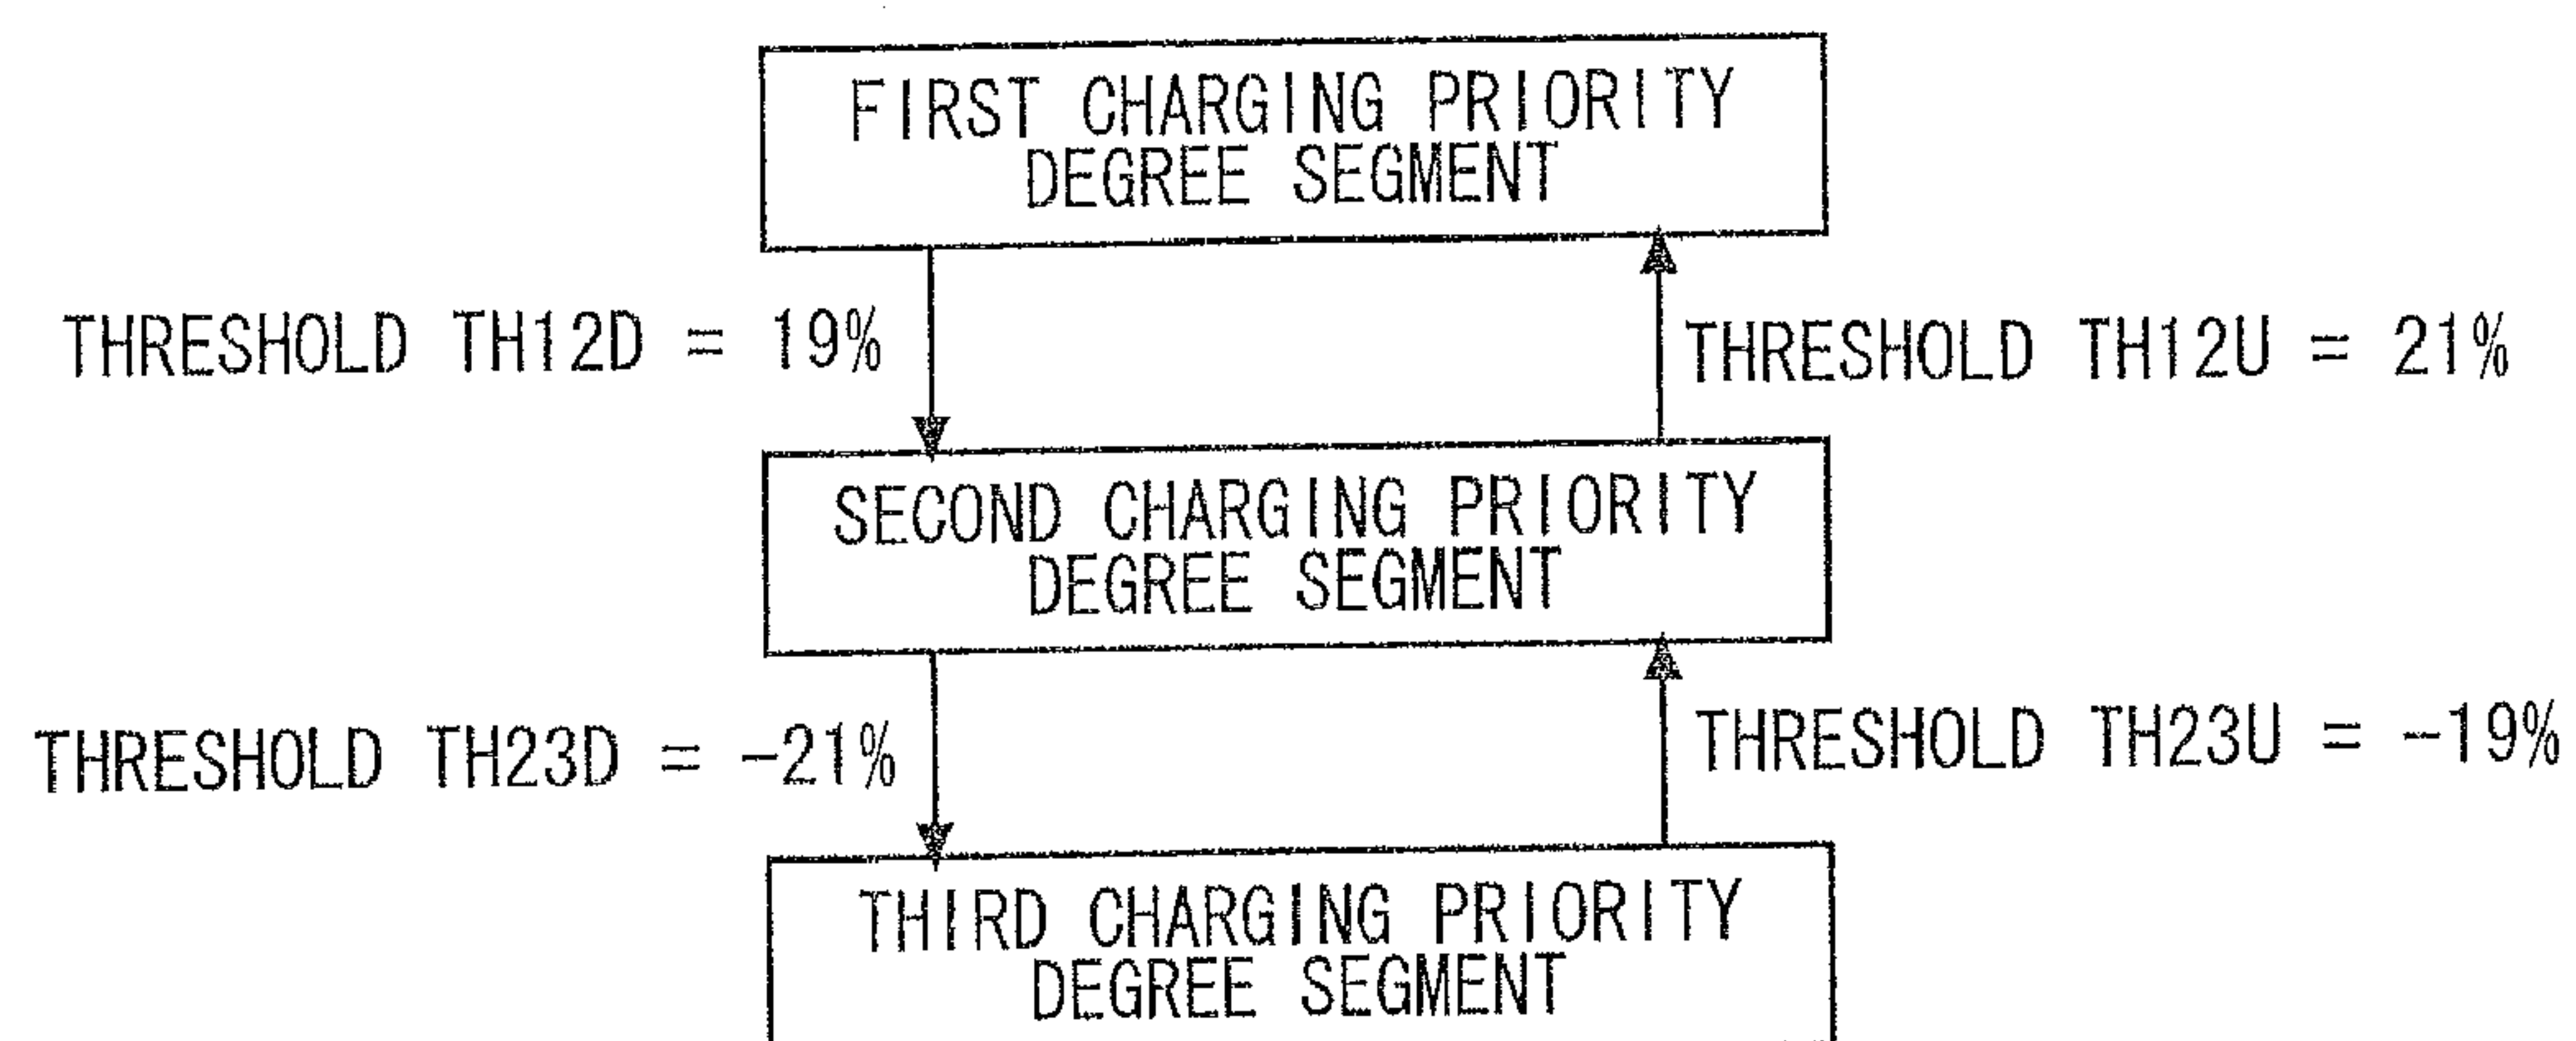 FIRST CHARGING PRIORITY
DEGREE SEGMENT
THRESHOLD TH12D = 19%
THRESHOLD TH12U = 21%
SECOND CHARGING PRIORITY
DEGREE SEGMENT
THRESHOLD TH23D = -21%
THRESHOLD TH23U = -19%
THIRD CHARGING PRIORITY
DEGREE SEGMENT